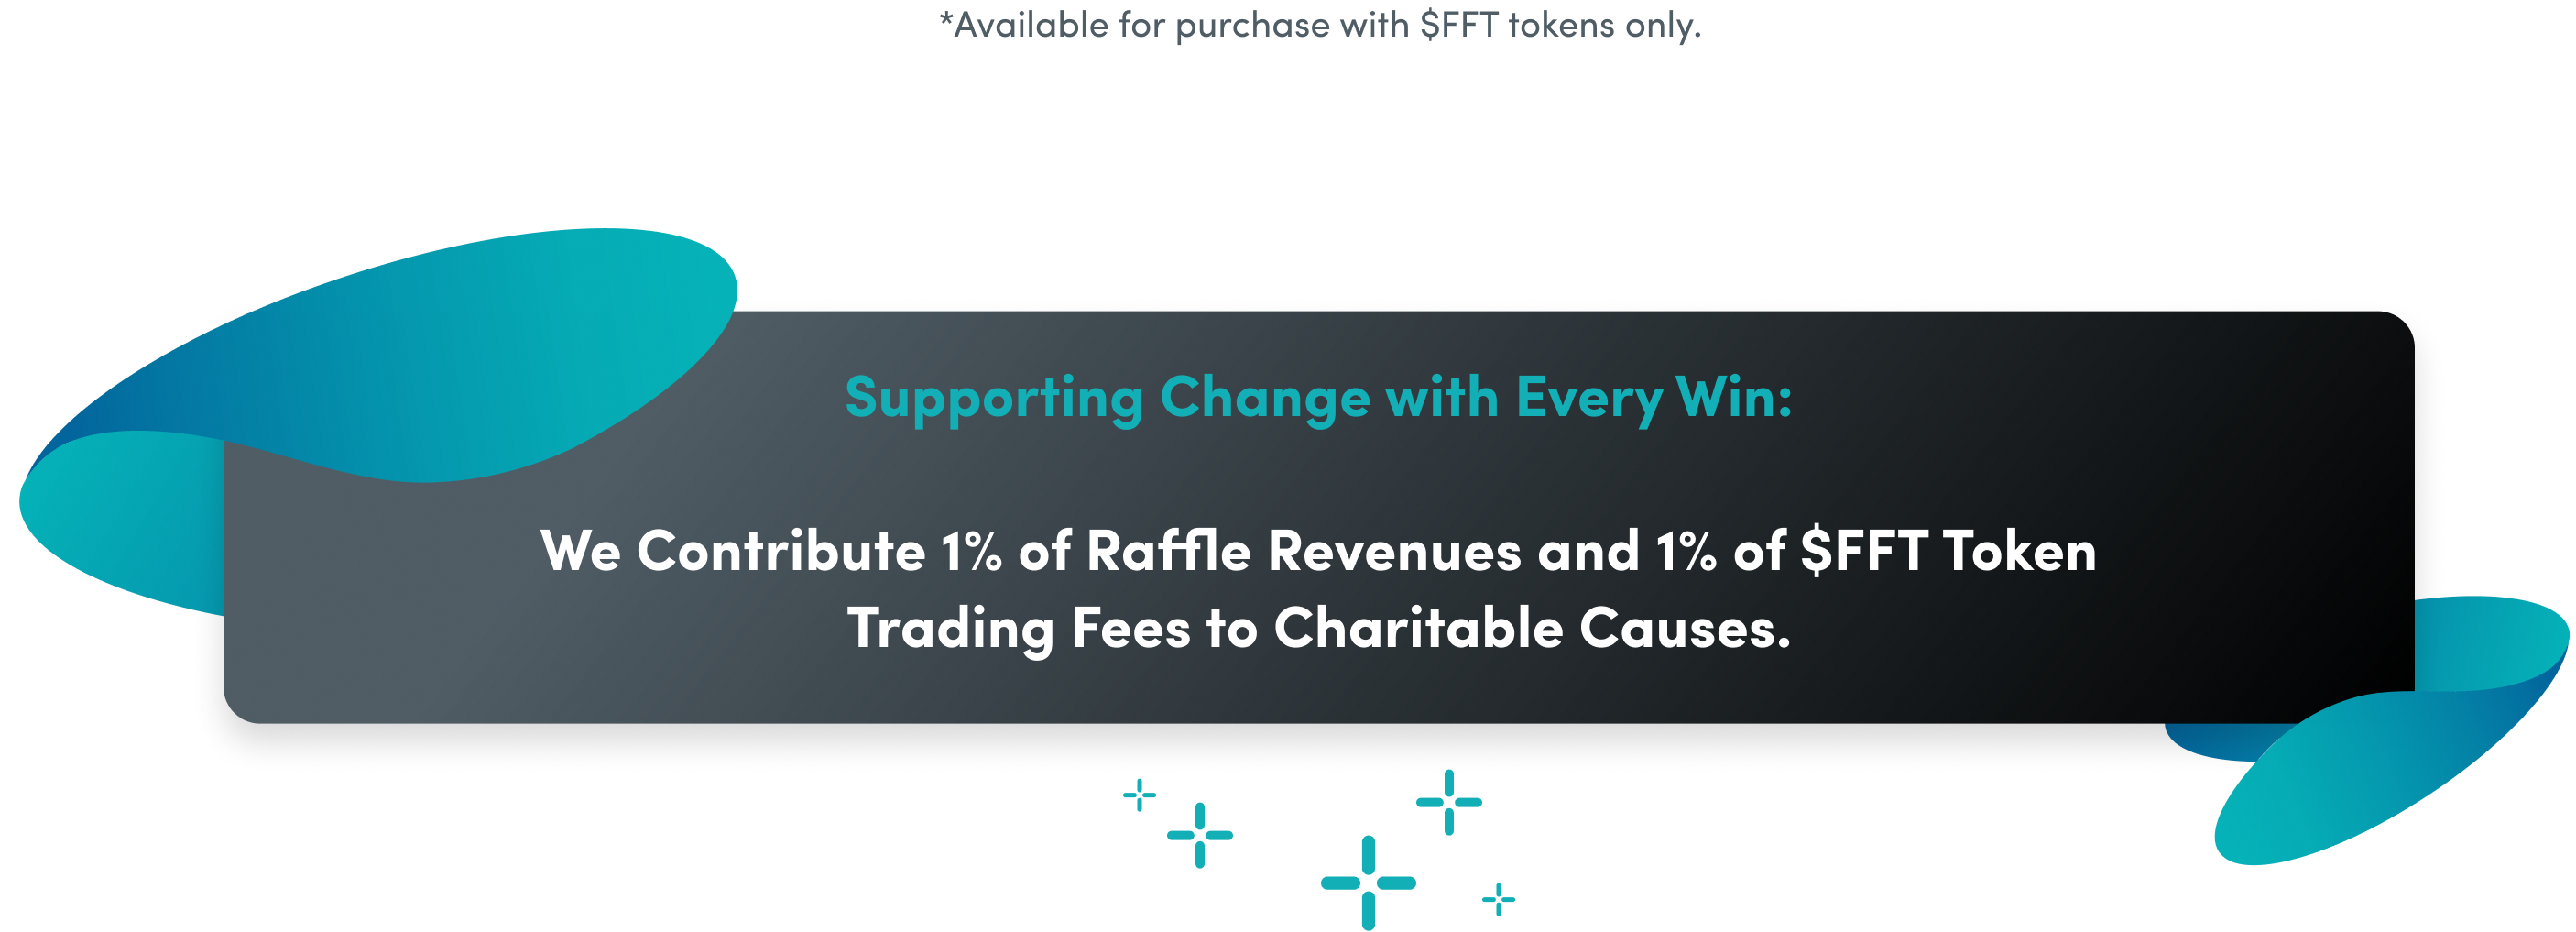 *Available for purchase with $FFT tokens only.
Supporting Change with Every Win:
We Contribute 1% of Raffle Revenues and 1% of $FFT Token
Trading Fees to Charitable Causes.